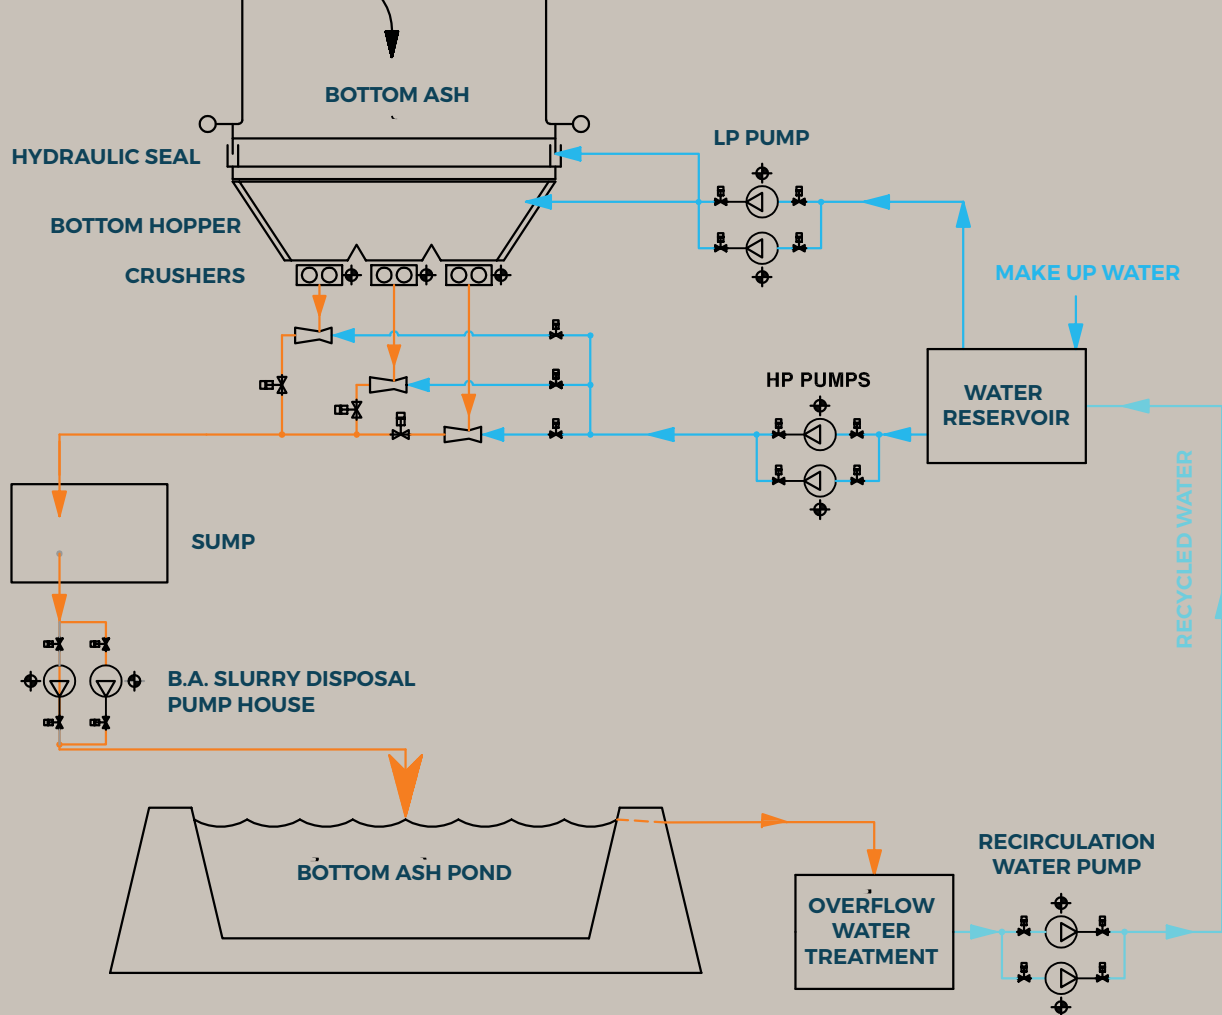 BOTTOM ASH
LP PUMP
HYDRAULIC SEAL
BOTTOM HOPPER
CRUSHERS
MAKE UP WATER
HP PUMPS
WATER
RESERVOIR
RECYCLED WATER
SUMP
B.A. SLURRY DISPOSAL
PUMP HOUSE
BOTTOM ASH POND
RECIRCULATION
WATER PUMP
OVERFLOW
WATER
TREATMENT